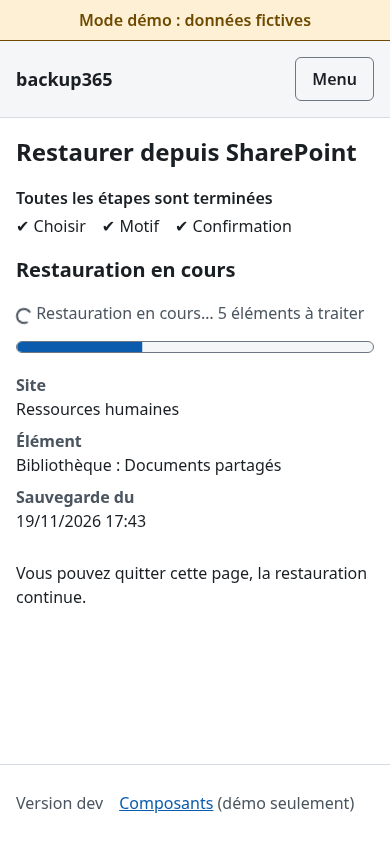 Mode démo : données fictives
backup365
Menu
Restaurer depuis SharePoint
Toutes les étapes sont terminées
✔ Choisir ✔ Motif ✔ Confirmation
Restauration en cours
Restauration en cours… 5 éléments à traiter
Site
Ressources humaines
Élément
Bibliothèque : Documents partagés
Sauvegarde du
19/11/2026 17:43
Vous pouvez quitter cette page, la restauration
continue.
Version dev Composants (démo seulement)